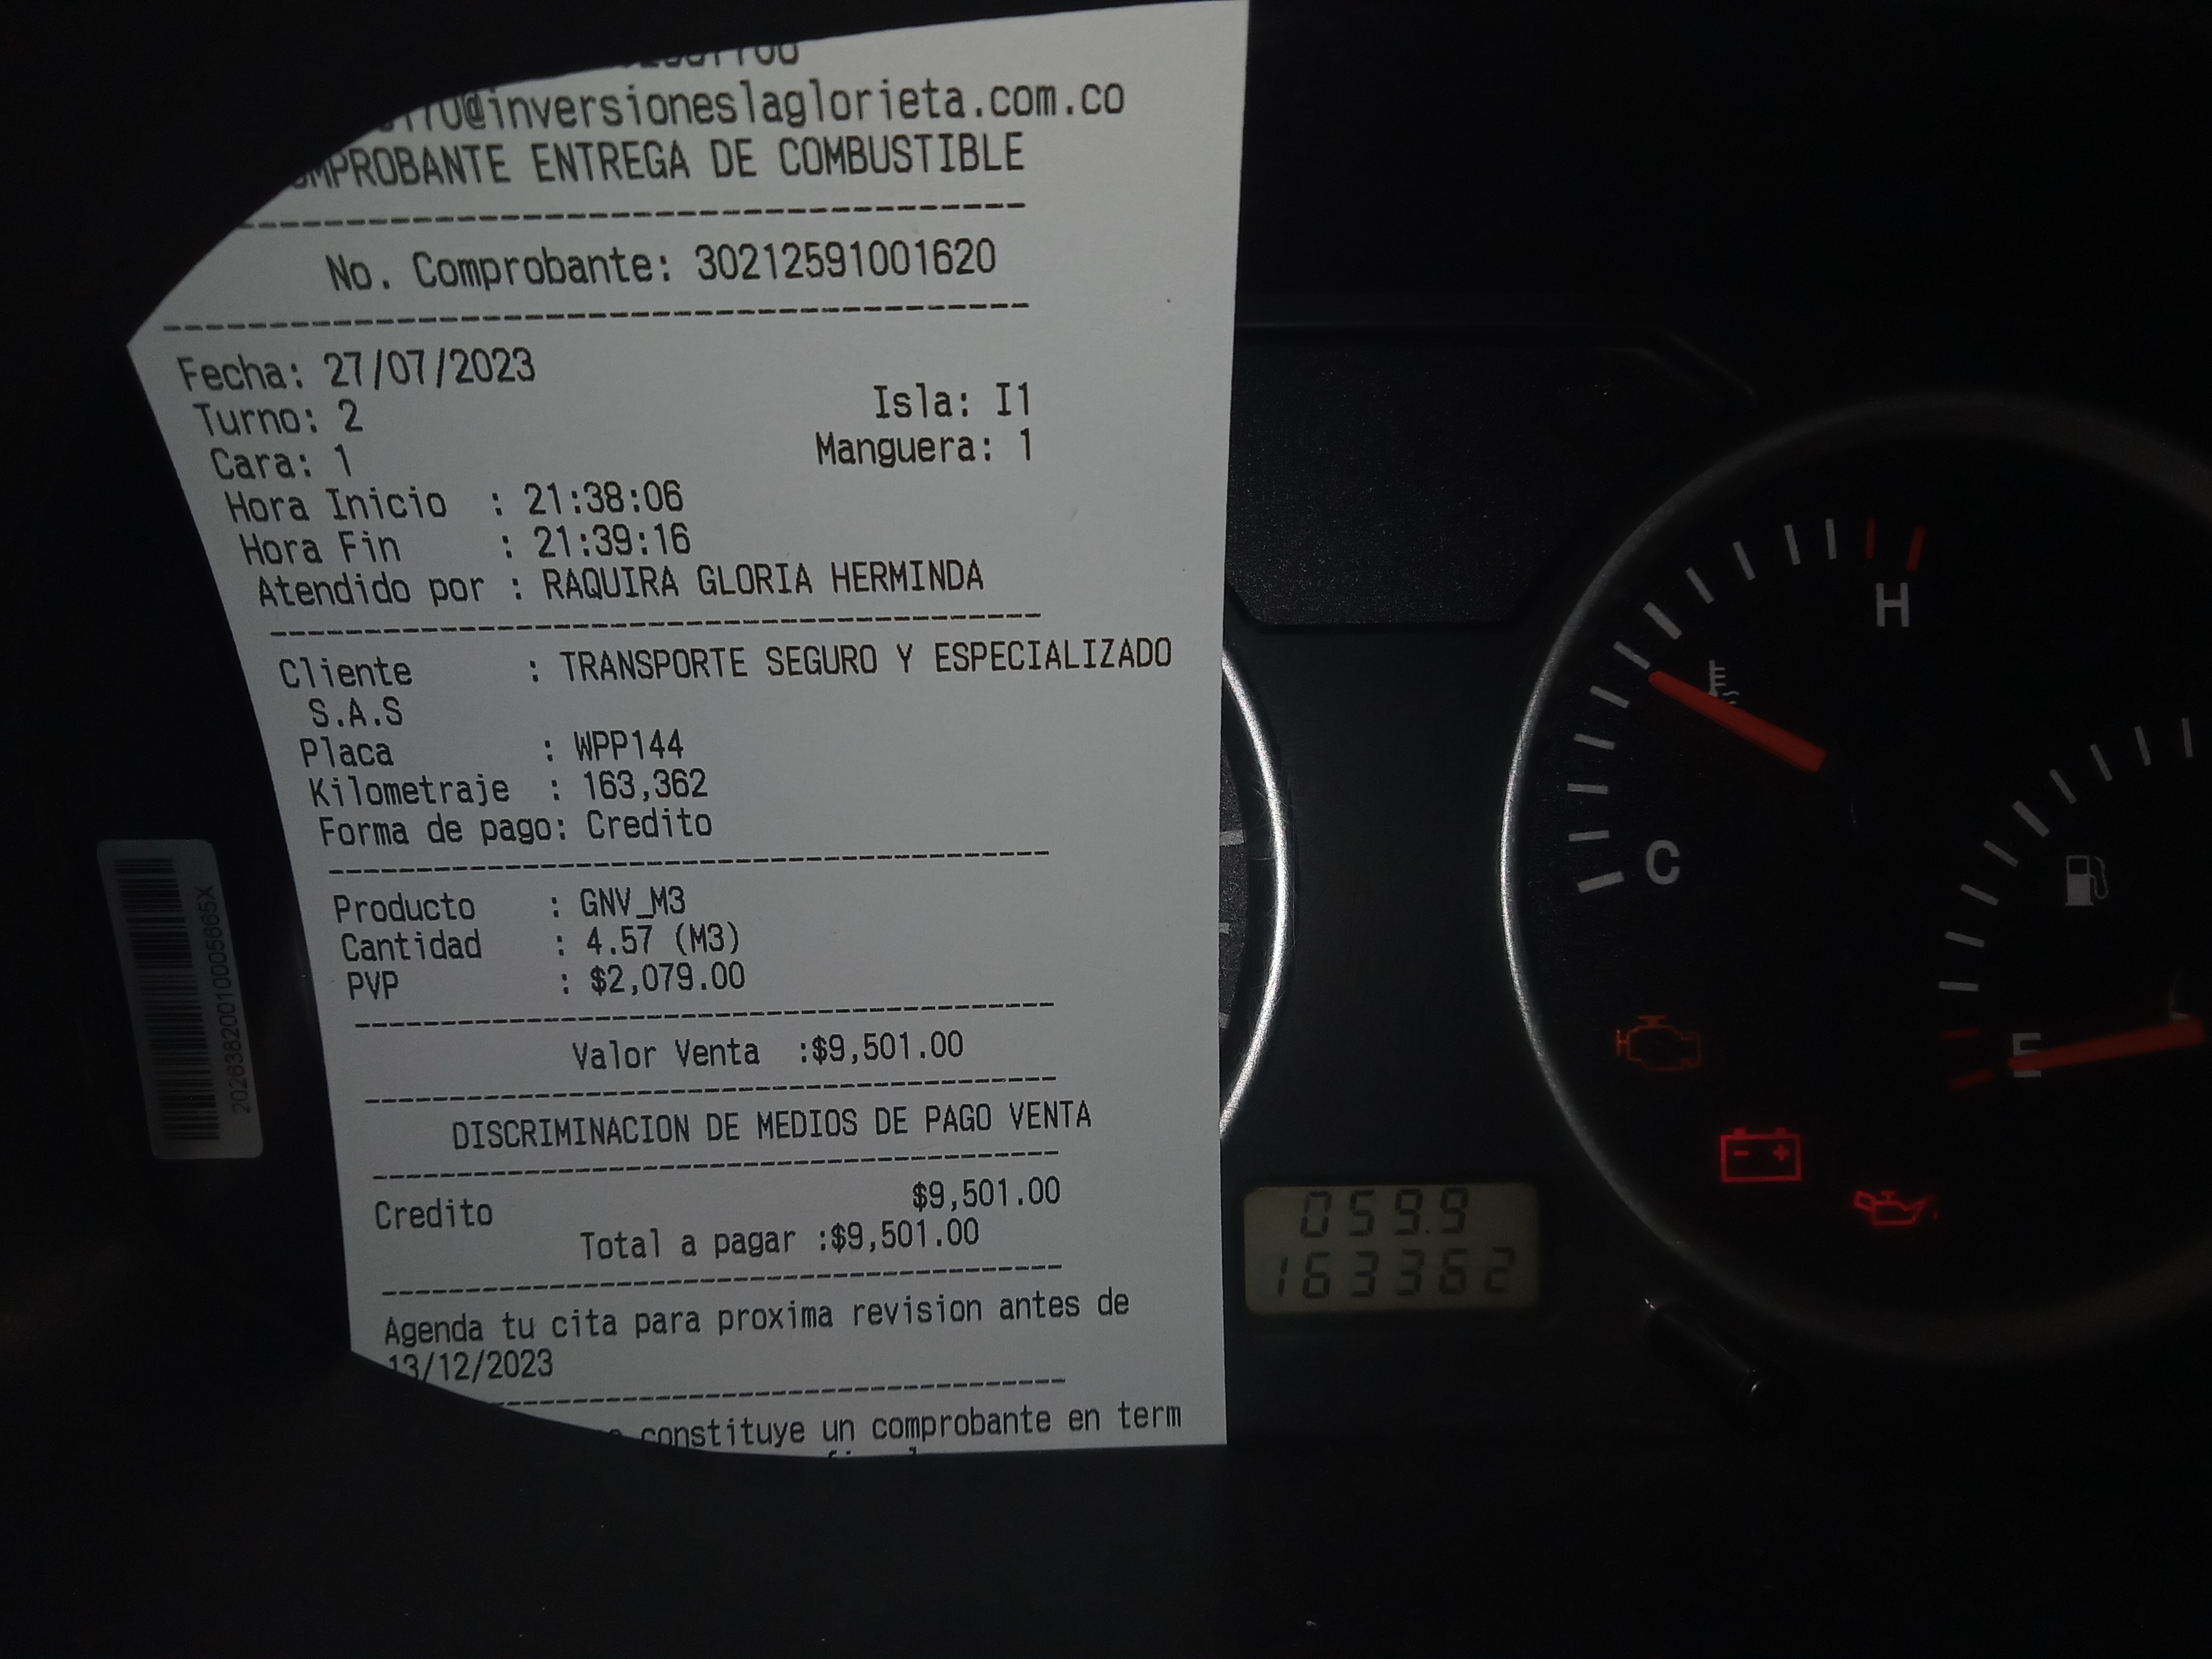 @inversioneslaglorieta.com.co
COMPROBANTE ENTREGA DE COMBUSTIBLE
No. Comprobante: 30212591001620
Fecha: 27/07/2023
Turno: 2 Isla: I1
Cara: 1 Manguera: 1
Hora Inicio : 21:38:06
Hora Fin : 21:39:16
Atendido por : RAQUIRA GLORIA HERMINDA
Cliente : TRANSPORTE SEGURO Y ESPECIALIZADO
S.A.S
Placa : WPP144
Kilometraje : 163,362
Forma de pago: Credito
Producto : GNV_M3
Cantidad : 4.57 (M3)
PVP : $2,079.00
Valor Venta :$9,501.00
DISCRIMINACION DE MEDIOS DE PAGO VENTA
Credito $9,501.00
Total a pagar :$9,501.00
Agenda tu cita para proxima revision antes de
13/12/2023
constituye un comprobante en term
H
C
E
059.9
163362